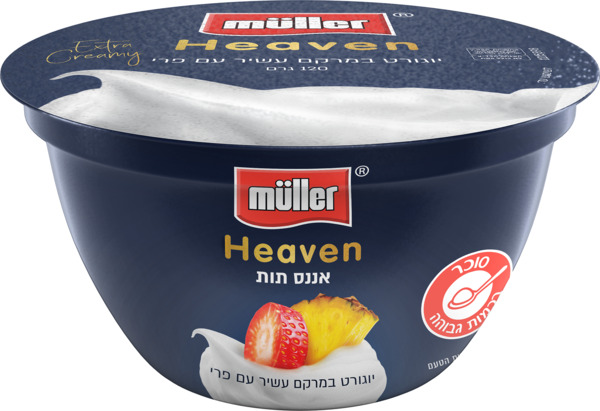 müller
®
Extra
Creamy
Heaven
יוגורט במרקם עשיר עם פרי
120 גרם
müller
®
Heaven
אננס תות
סוכר
בכמות גבוהה
יוגורט במרקם עשיר עם פרי
הטעם